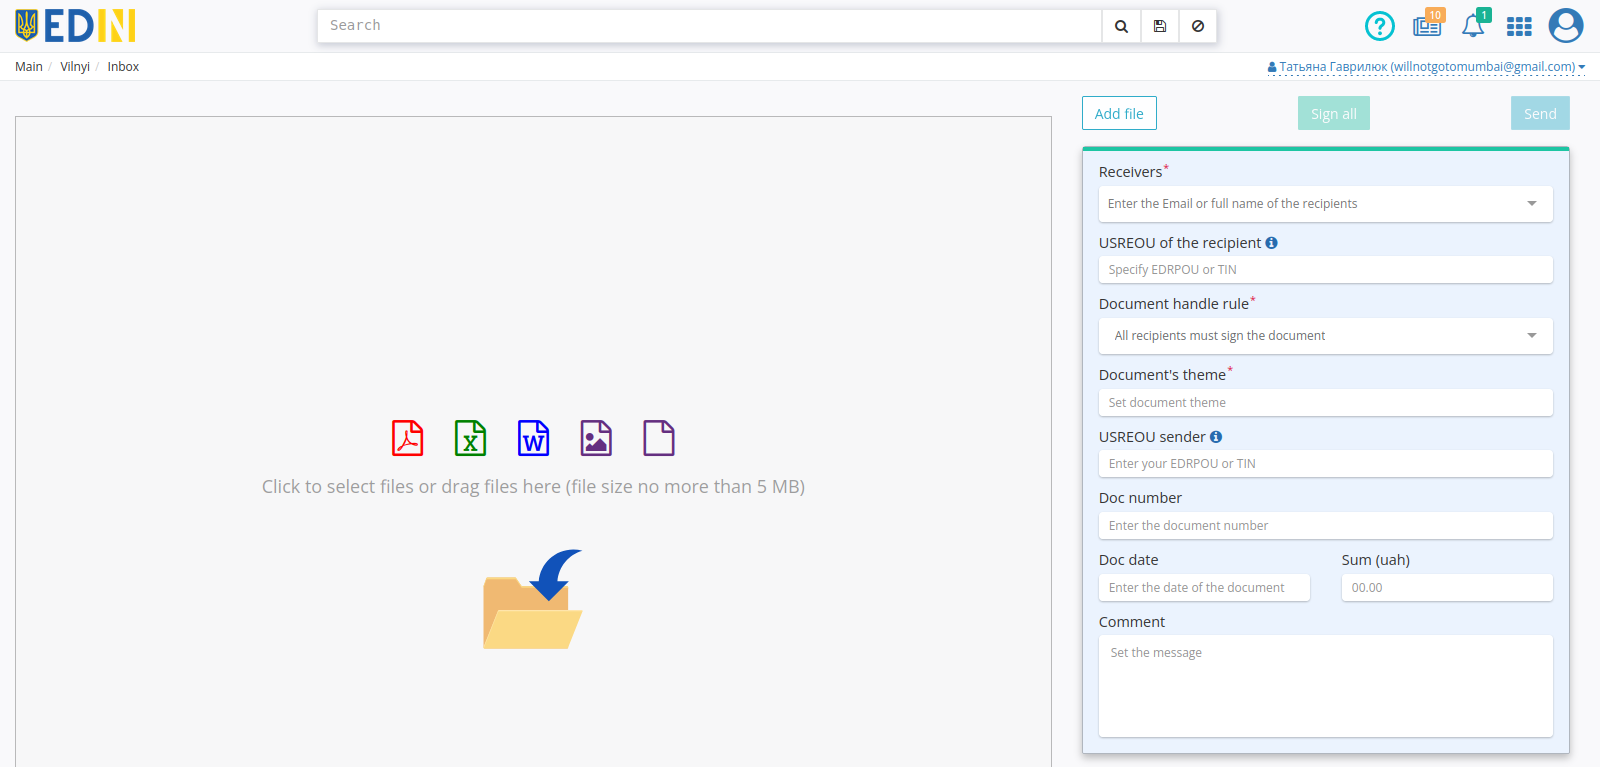 EDIN
Search
10
1
Main / Vilnyi / Inbox
Татьяна Гаврилюк (willnotgotomumbai@gmail.com)
Add file
Sign all
Send
Receivers*
Enter the Email or full name of the recipients
USREOU of the recipient
Specify EDRPOU or TIN
Document handle rule*
All recipients must sign the document
Document's theme*
Set document theme
USREOU sender
Enter your EDRPOU or TIN
Doc number
Enter the document number
Doc date
Sum (uah)
Enter the date of the document
00.00
Comment
Set the message
X
W
Click to select files or drag files here (file size no more than 5 MB)